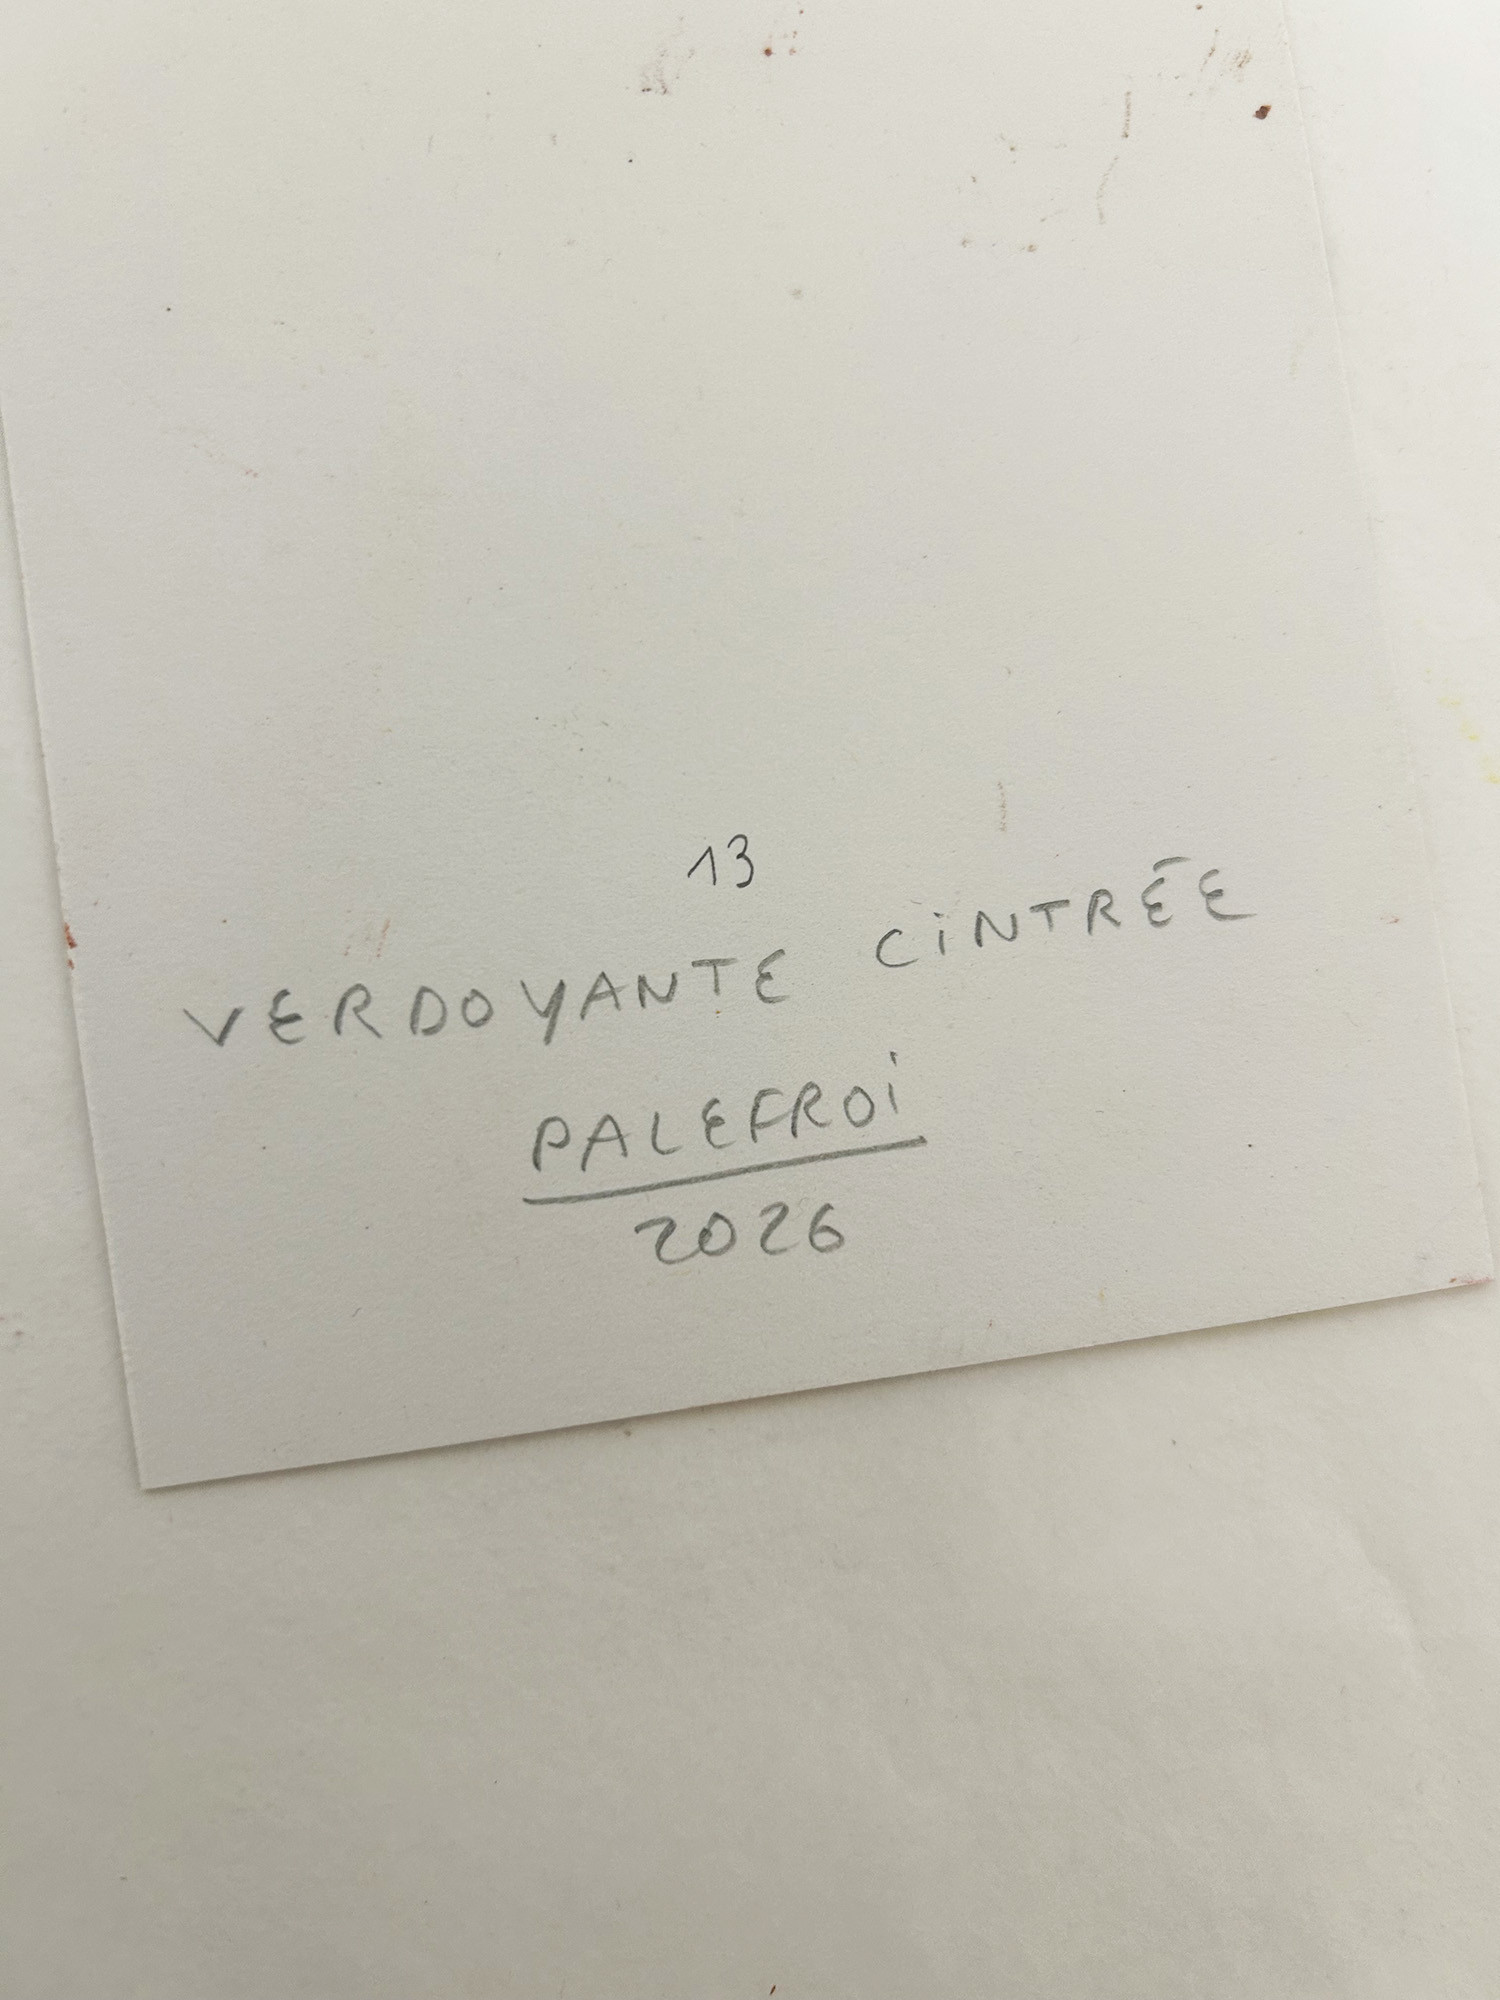 13
VERDOYANTE CiNTRÉE
PALEFROi
2026